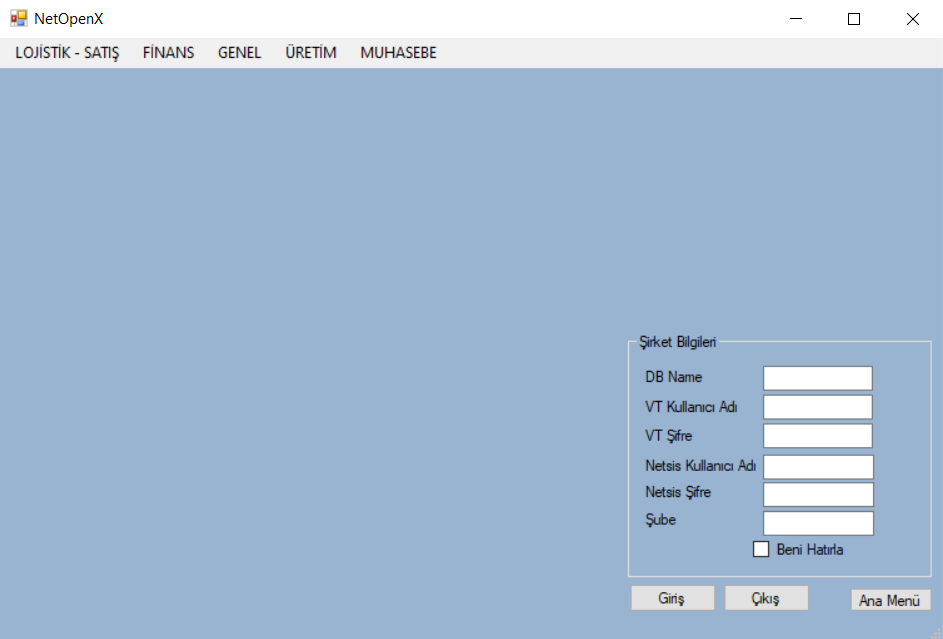 NetOpenX
LOJİSTİK - SATIŞ FİNANS GENEL ÜRETİM MUHASEBE
Şirket Bilgileri
DB Name
VT Kullanıcı Adı
VT Şifre
Netsis Kullanıcı Adı
Netsis Şifre
Şube
Beni Hatırla
Giriş Çıkış Ana Menü